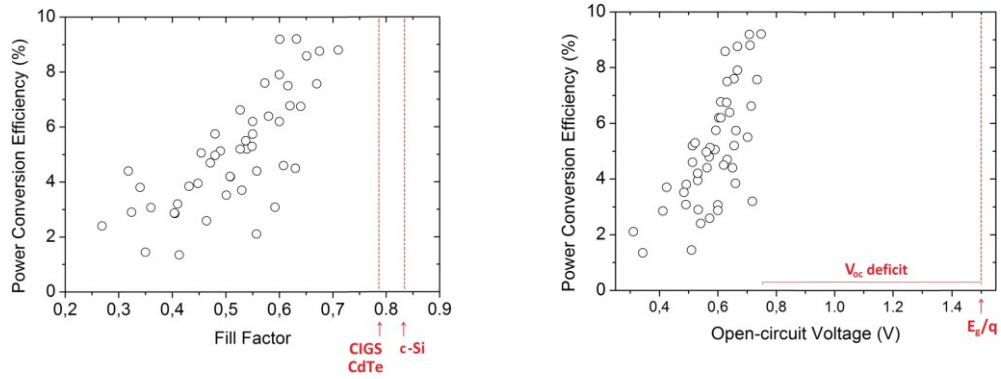 Power Conversion Efficiency (%)
10
8
6
4
2
0
0,2
0,3
0,4
0,5
0,6
0,7
0.8
0.9
Fill Factor
CIGS
CdTe
c-Si
Power Conversion Efficiency (%)
10
8
6
4
2
0
0,4
0,6
0,8
1.0
1.2
1.4
Open-circuit Voltage (V)
Voc deficit
Eg/q